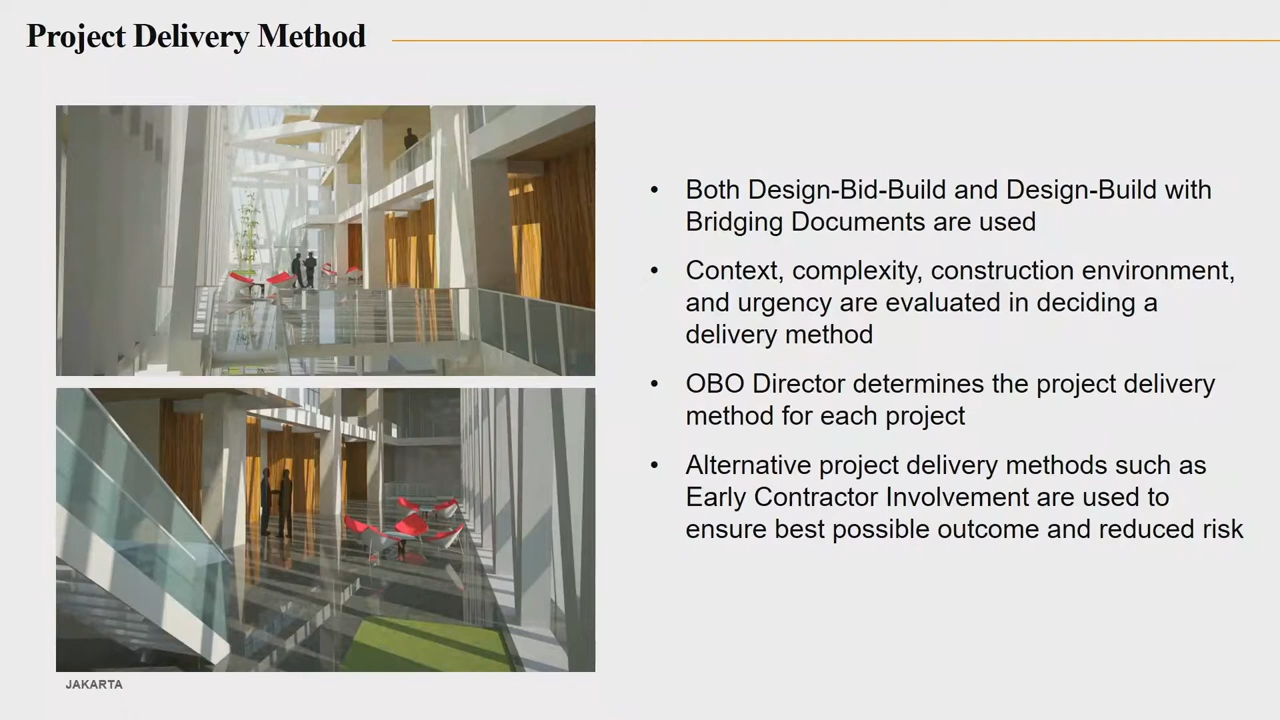 Project Delivery Method
• Both Design-Bid-Build and Design-Build with
Bridging Documents are used
• Context, complexity, construction environment,
and urgency are evaluated in deciding a
delivery method
• OBO Director determines the project delivery
method for each project
• Alternative project delivery methods such as
Early Contractor Involvement are used to
ensure best possible outcome and reduced risk
JAKARTA